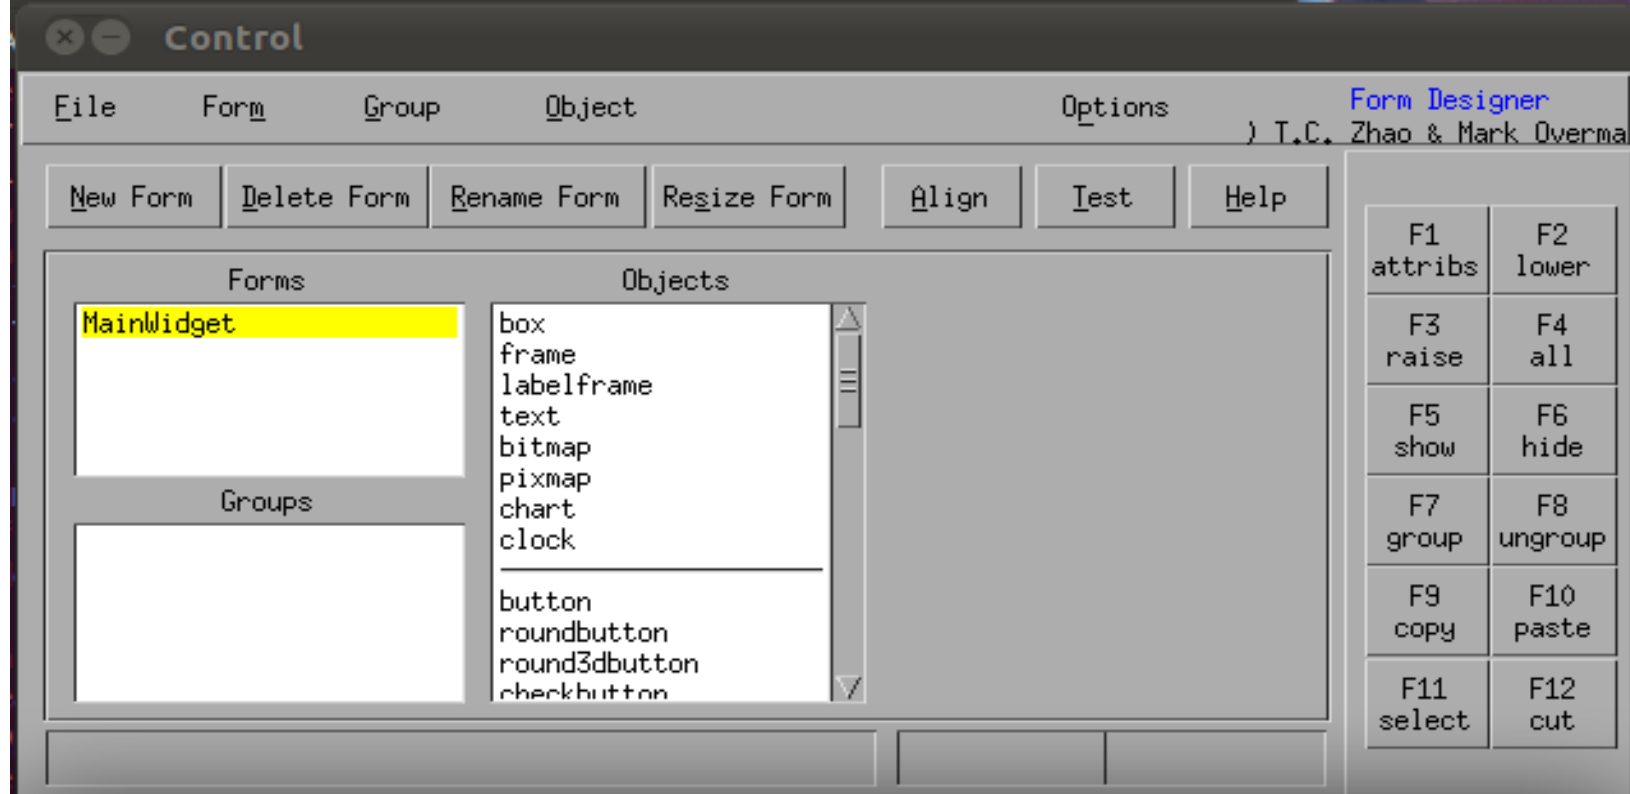 Control
File Form Group Object Options Form Designer
) T.C. Zhao & Mark Overma
New Form Delete Form Rename Form Resize Form Align Test Help
Forms
MainWidget
Groups
Objects
box
frame
labelframe
text
bitmap
pixmap
chart
clock
button
roundbutton
round3dbutton
checkbutton
F1 F2
attribs lower
F3 F4
raise all
F5 F6
show hide
F7 F8
group ungroup
F9 F10
copy paste
F11 F12
select cut